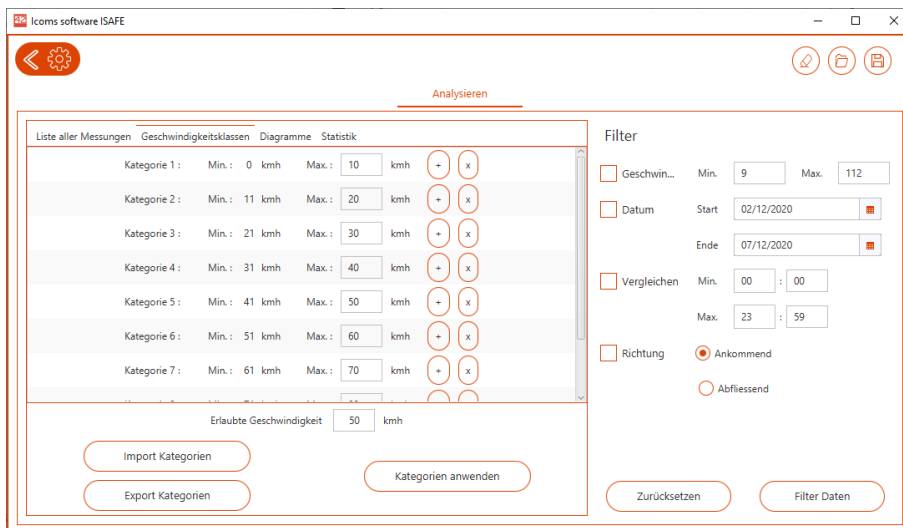 Icoms software ISAFE
Analysieren
Liste aller Messungen Geschwindigkeitsklassen Diagramme Statistik
Kategorie 1 : Min. : 0 kmh Max. : 10 kmh + x
Kategorie 2 : Min. : 11 kmh Max. : 20 kmh + x
Kategorie 3 : Min. : 21 kmh Max. : 30 kmh + x
Kategorie 4 : Min. : 31 kmh Max. : 40 kmh + x
Kategorie 5 : Min. : 41 kmh Max. : 50 kmh + x
Kategorie 6 : Min. : 51 kmh Max. : 60 kmh + x
Kategorie 7 : Min. : 61 kmh Max. : 70 kmh + x
Erlaubte Geschwindigkeit 50 kmh
Import Kategorien
Export Kategorien
Kategorien anwenden
Filter
Geschwin... Min. 9 Max. 112
Datum Start 02/12/2020
Ende 07/12/2020
Vergleichen Min. 00 : 00
Max. 23 : 59
Richtung Ankommend
Abfliessend
Zurücksetzen Filter Daten